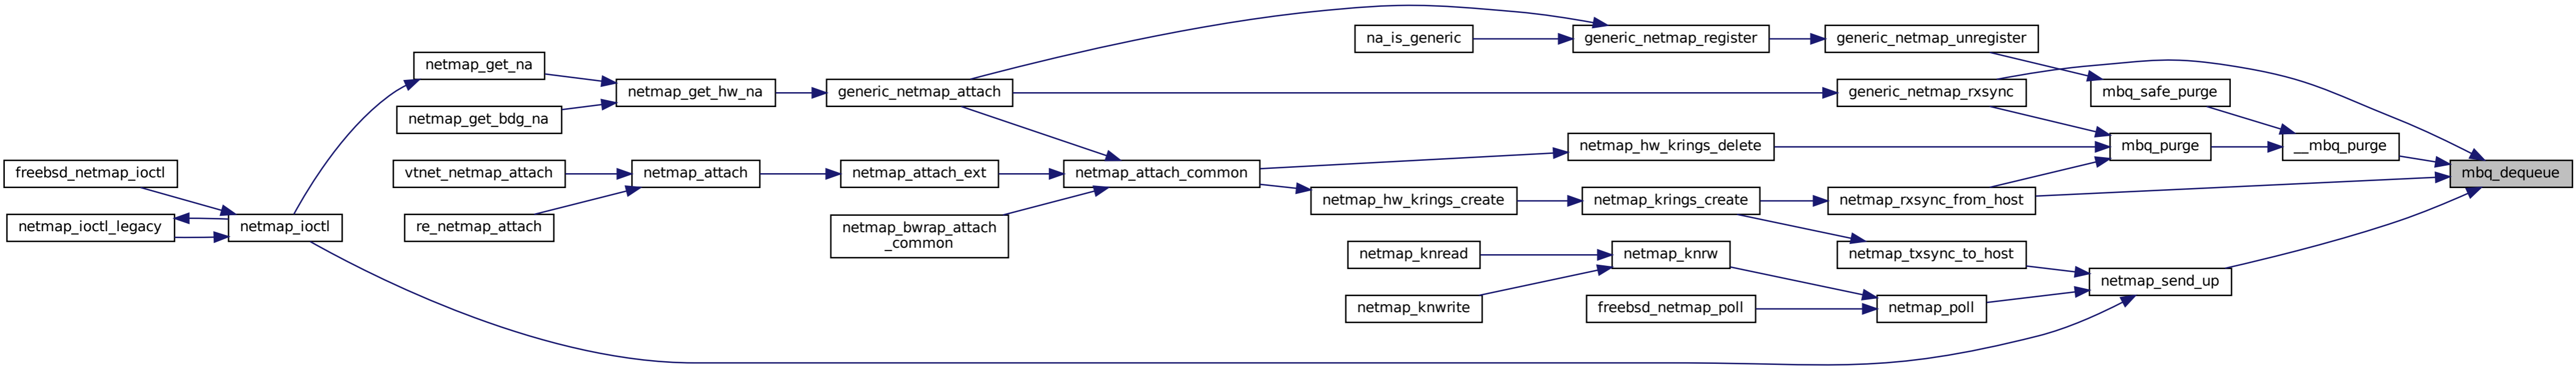 na_is_generic
generic_netmap_register
generic_netmap_unregister
netmap_get_na
netmap_get_hw_na
generic_netmap_attach
generic_netmap_rxsync
mbq_safe_purge
netmap_get_bdg_na
netmap_hw_krings_delete
mbq_purge
__mbq_purge
freebsd_netmap_ioctl
vtnet_netmap_attach
netmap_attach
netmap_attach_ext
netmap_attach_common
mbq_dequeue
netmap_hw_krings_create
netmap_krings_create
netmap_rxsync_from_host
netmap_ioctl_legacy
netmap_ioctl
re_netmap_attach
netmap_bwrap_attach
_common
netmap_knread
netmap_knrw
netmap_txsync_to_host
netmap_send_up
netmap_knwrite
freebsd_netmap_poll
netmap_poll